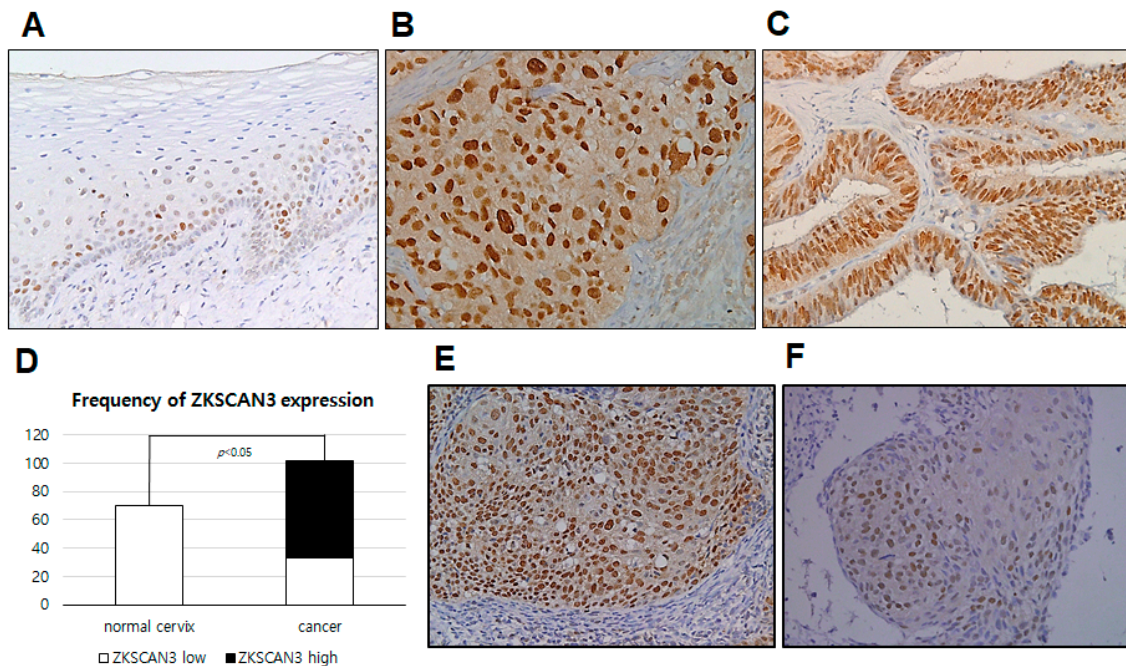 A
B
C
D
Frequency of ZKSCAN3 expression
120
100
80
60
40
20
0
p<0.05
normal cervix
cancer
ZKSCAN3 low
ZKSCAN3 high
E
F